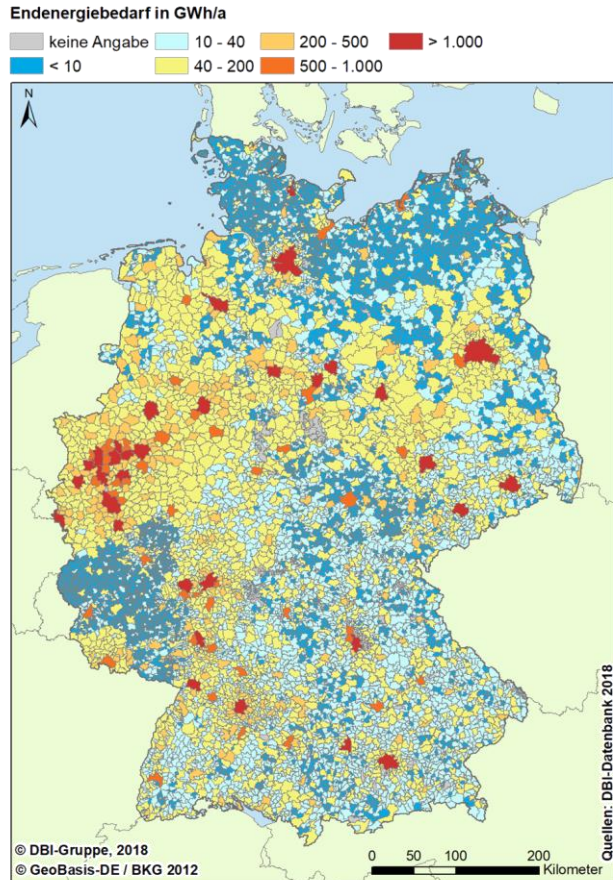 Endenergiebedarf in GWh/a
keine Angabe 10 - 40 200 - 500 > 1.000
< 10 40 - 200 500 - 1.000
N
Quellen: DBI-Datenbank 2018
© DBI-Gruppe, 2018
© GeoBasis-DE / BKG 2012
0 50 100 200
Kilometer